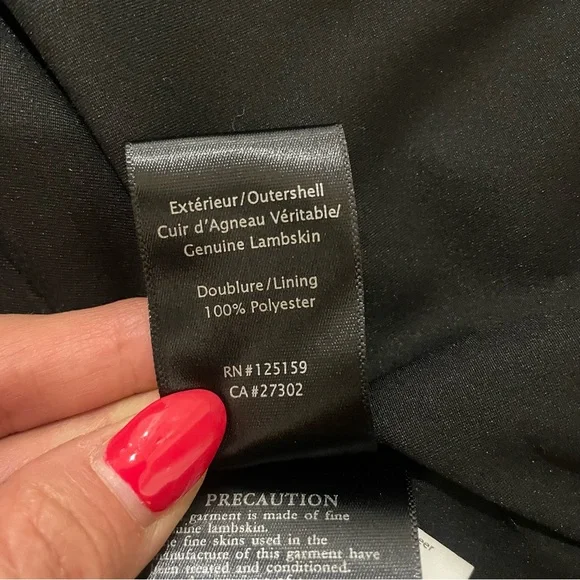 Extérieur/Outershell
Cuir d'Agneau Véritable/
Genuine Lambskin
Doublure/Lining
100% Polyester
RN#125159
CA#27302
PRECAUTION
garment is made of fine
lambskin.
fine skins used in the
of this garment have
treated and conditioned.